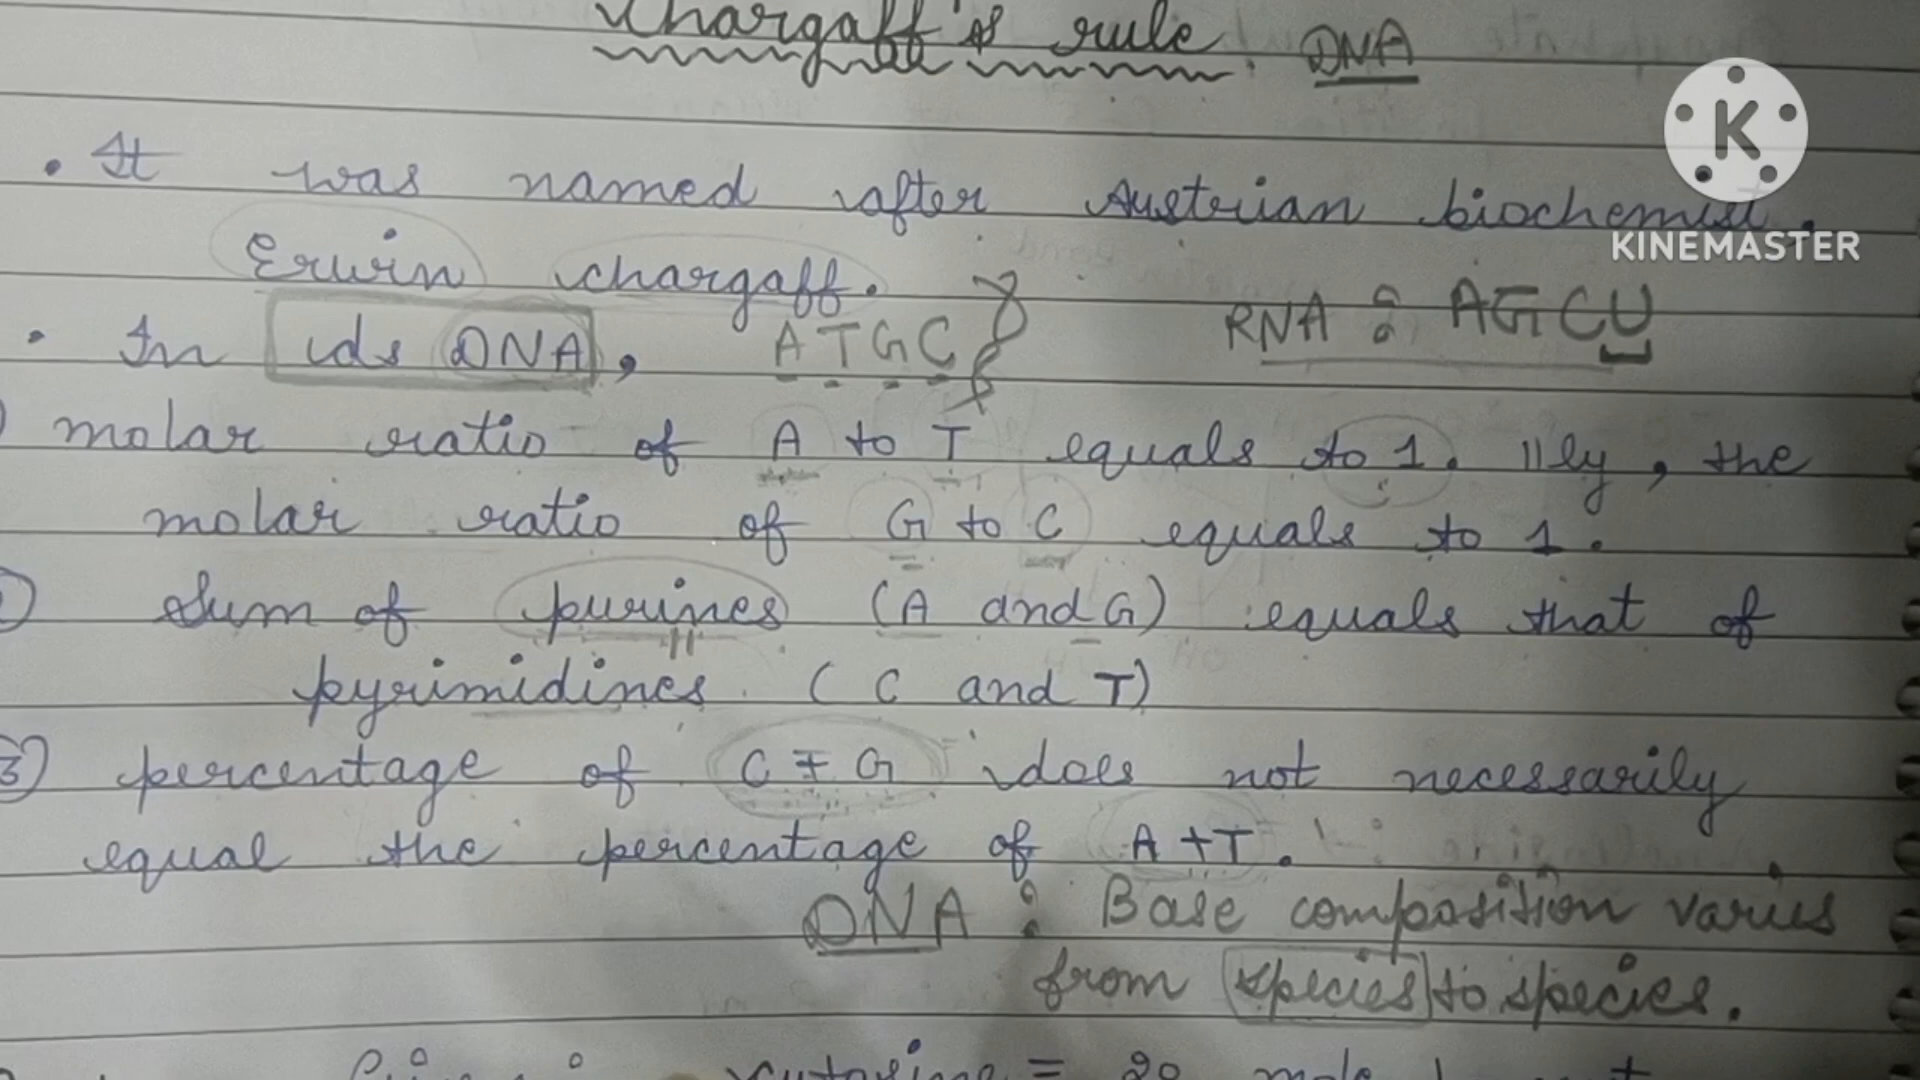 Chargaff's rule. DNA
. It was named after Austrian biochemist.
Erwin chargaff.
KINEMASTER
. In ds DNA, ATGC RNA : AGCU
molar ratio of A to T equals to 1. llly, the
molar ratio of G to C equals to 1.
Sum of purines (A and G) equals that of
pyrimidines. (C and T)
3) percentage of C + G does not necessarily
equal the percentage of A+T.
DNA : Base composition varies
from species to species.
cytosine = 20